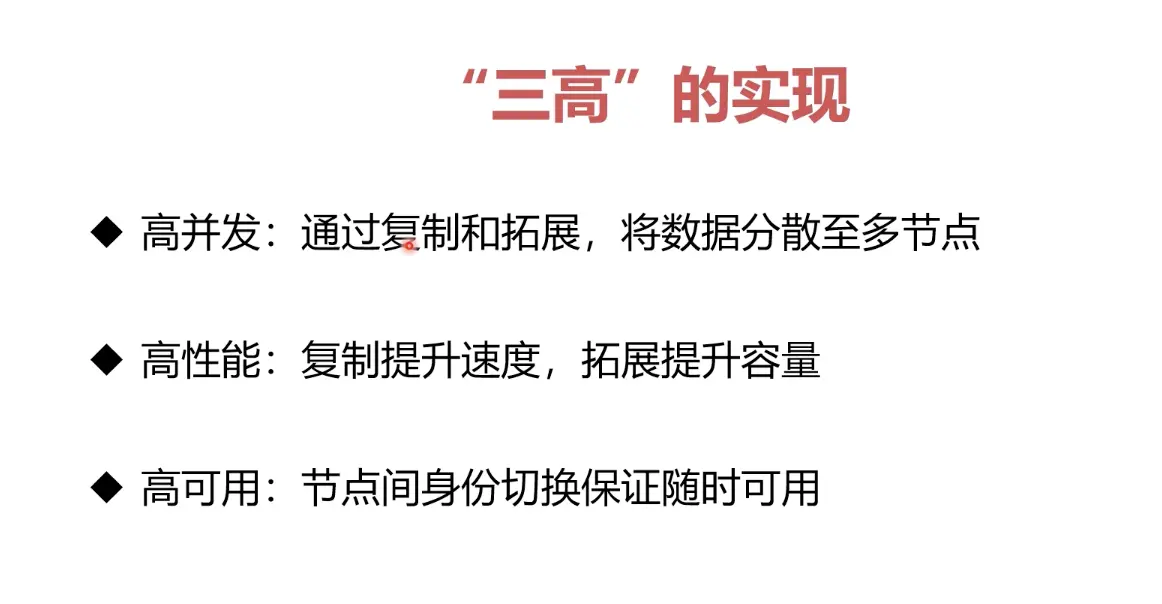 “三高”的实现
◆ 高并发：通过复制和拓展，将数据分散至多节点
◆ 高性能：复制提升速度，拓展提升容量
◆ 高可用：节点间身份切换保证随时可用